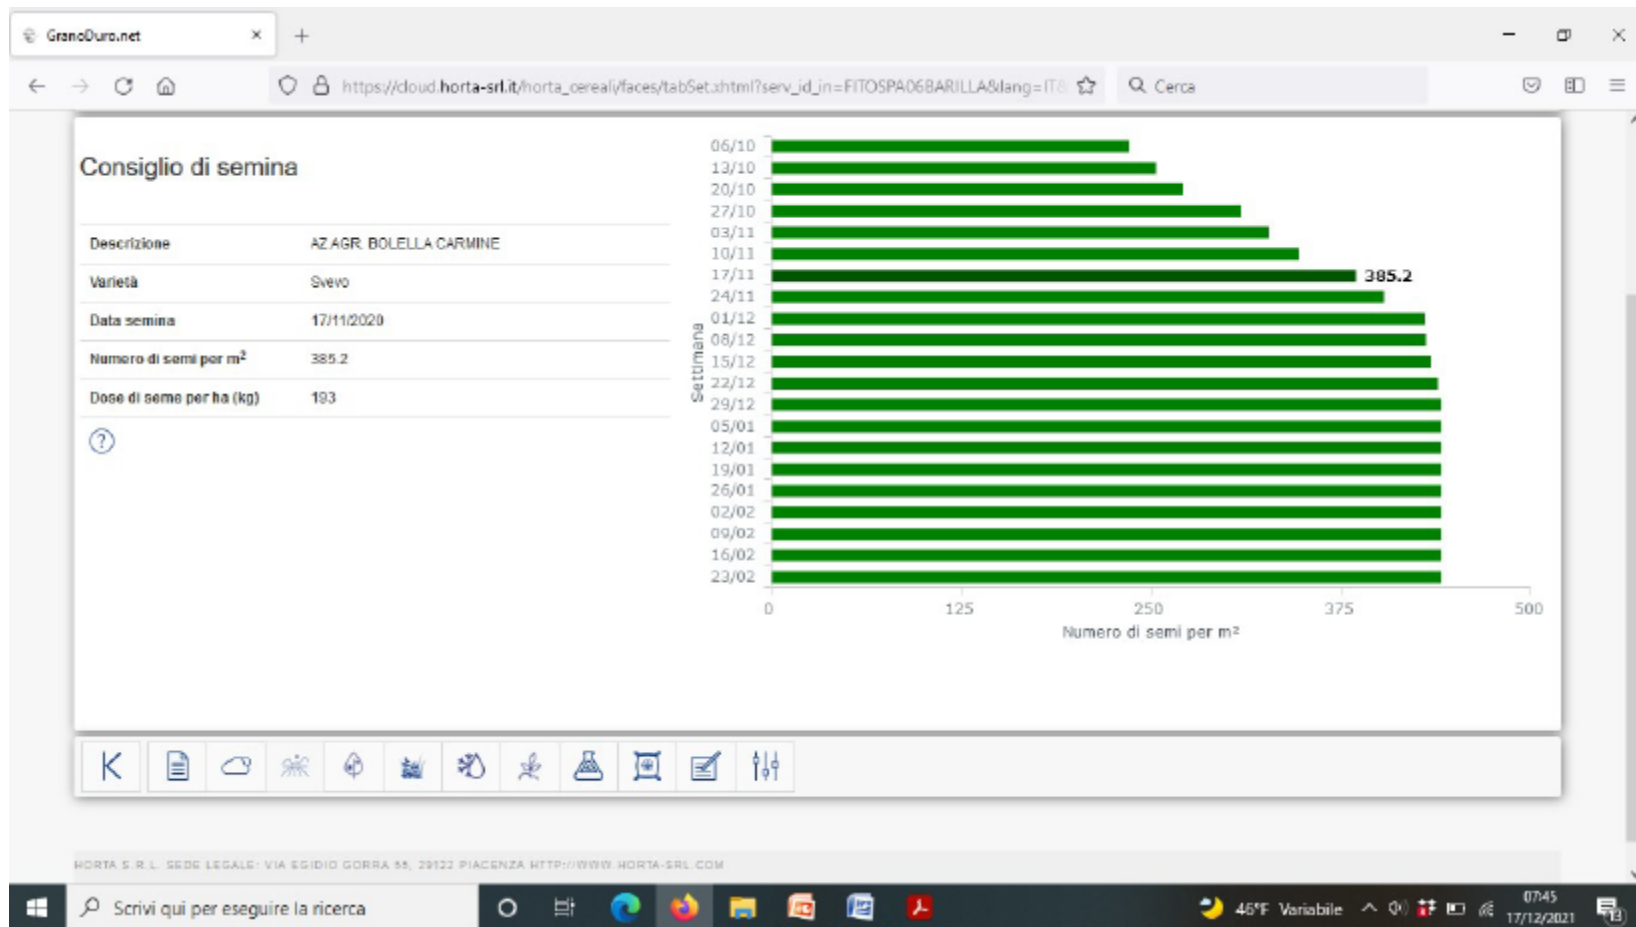 GranoDuro.net
https://cloud.horta-srl.it/horta_cereali/faces/tabSet.xhtml?serv_id_in=FITOSPA06BARILLA&lang=IT&
Cerca
Consiglio di semina
Descrizione AZ.AGR. BOLELLA CARMINE
Varietà Svevo
Data semina 17/11/2020
Numero di semi per m² 385.2
Dose di seme per ha (kg) 193
?
Settimana
06/10
13/10
20/10
27/10
03/11
10/11
17/11 385.2
24/11
01/12
08/12
15/12
22/12
29/12
05/01
12/01
19/01
26/01
02/02
09/02
16/02
23/02
0 125 250 375 500
Numero di semi per m²
HORTA S.R.L. SEDE LEGALE: VIA EGIDIO GORRA 55, 29122 PIACENZA HTTP://WWW.HORTA-SRL.COM
Scrivi qui per eseguire la ricerca
46°F Variabile
07:45
17/12/2021
13